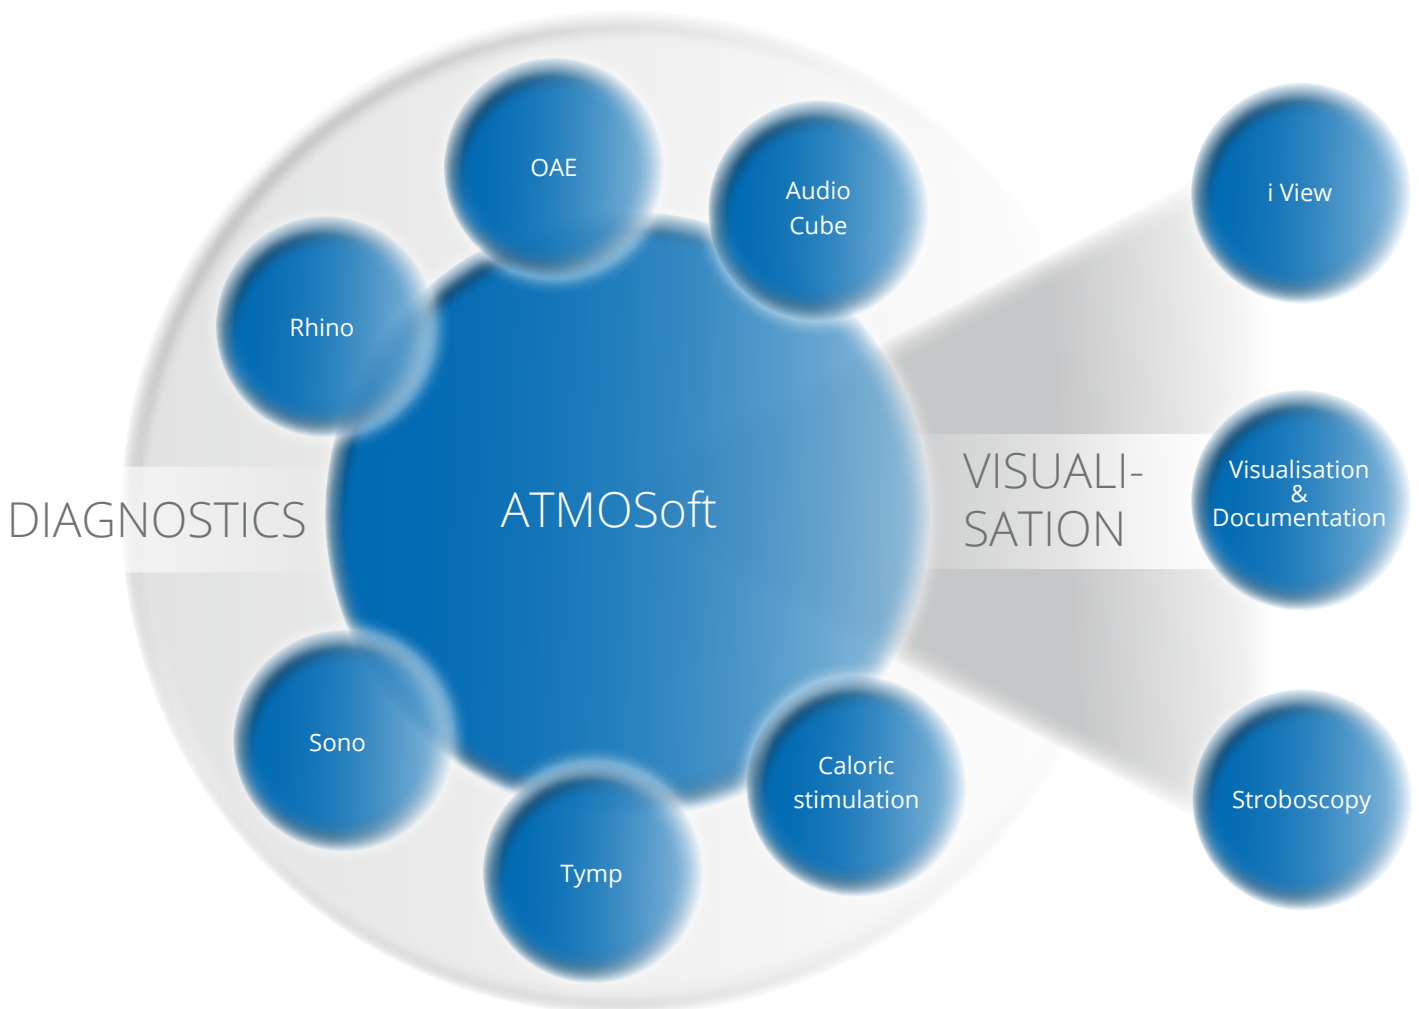 OAE
Audio
Cube
i View
Rhino
DIAGNOSTICS
ATMOSoft
VISUALI-
SATION
Visualisation
&
Documentation
Sono
Tymp
Caloric
stimulation
Stroboscopy